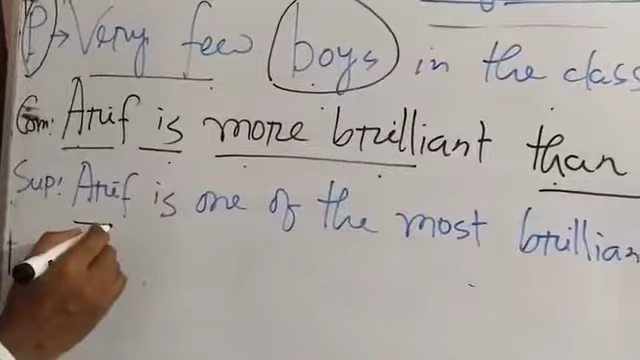 (P)→ Very few boys in the class
Com: Arif is more brilliant than
Sup: Arif is one of the most brillian